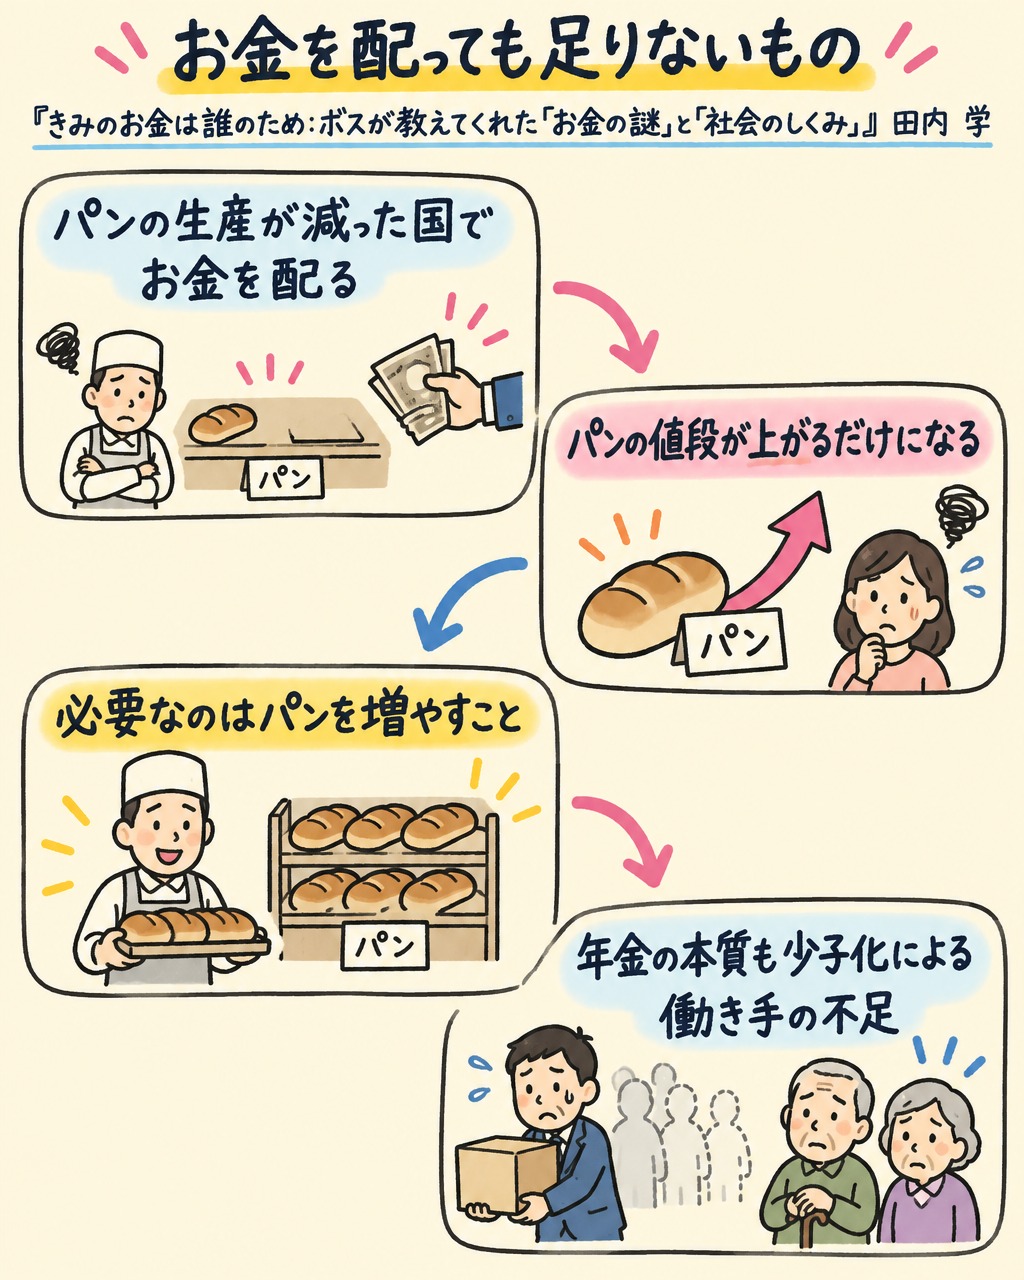 お金を配っても足りないもの
『きみのお金は誰のため：ボスが教えてくれた「お金の謎」と「社会のしくみ」』 田内 学
パンの生産が減った国で
お金を配る
パン
パンの値段が上がるだけになる
パン
必要なのはパンを増やすこと
パン
年金の本質も少子化による
働き手の不足